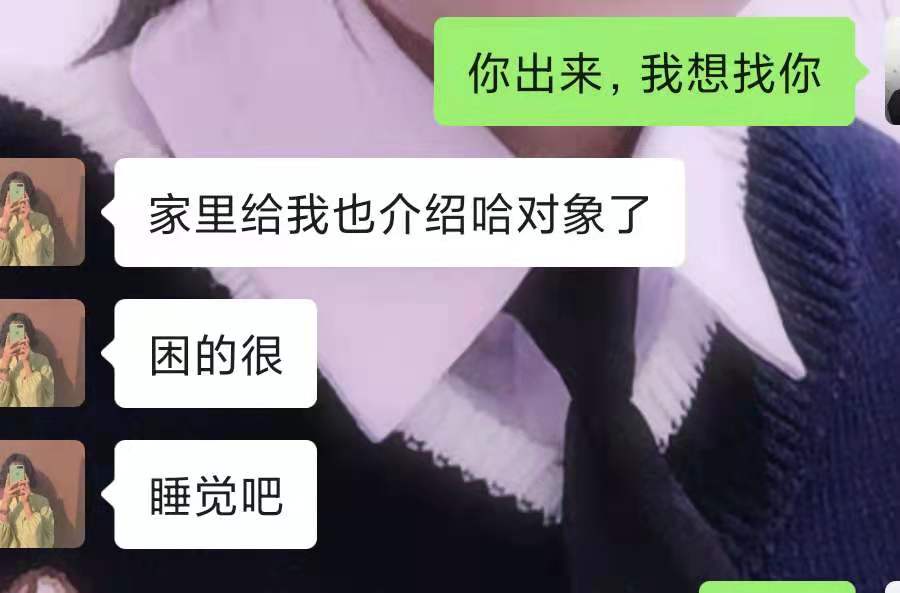 你出来，我想找你
家里给我也介绍哈对象了
困的很
睡觉吧